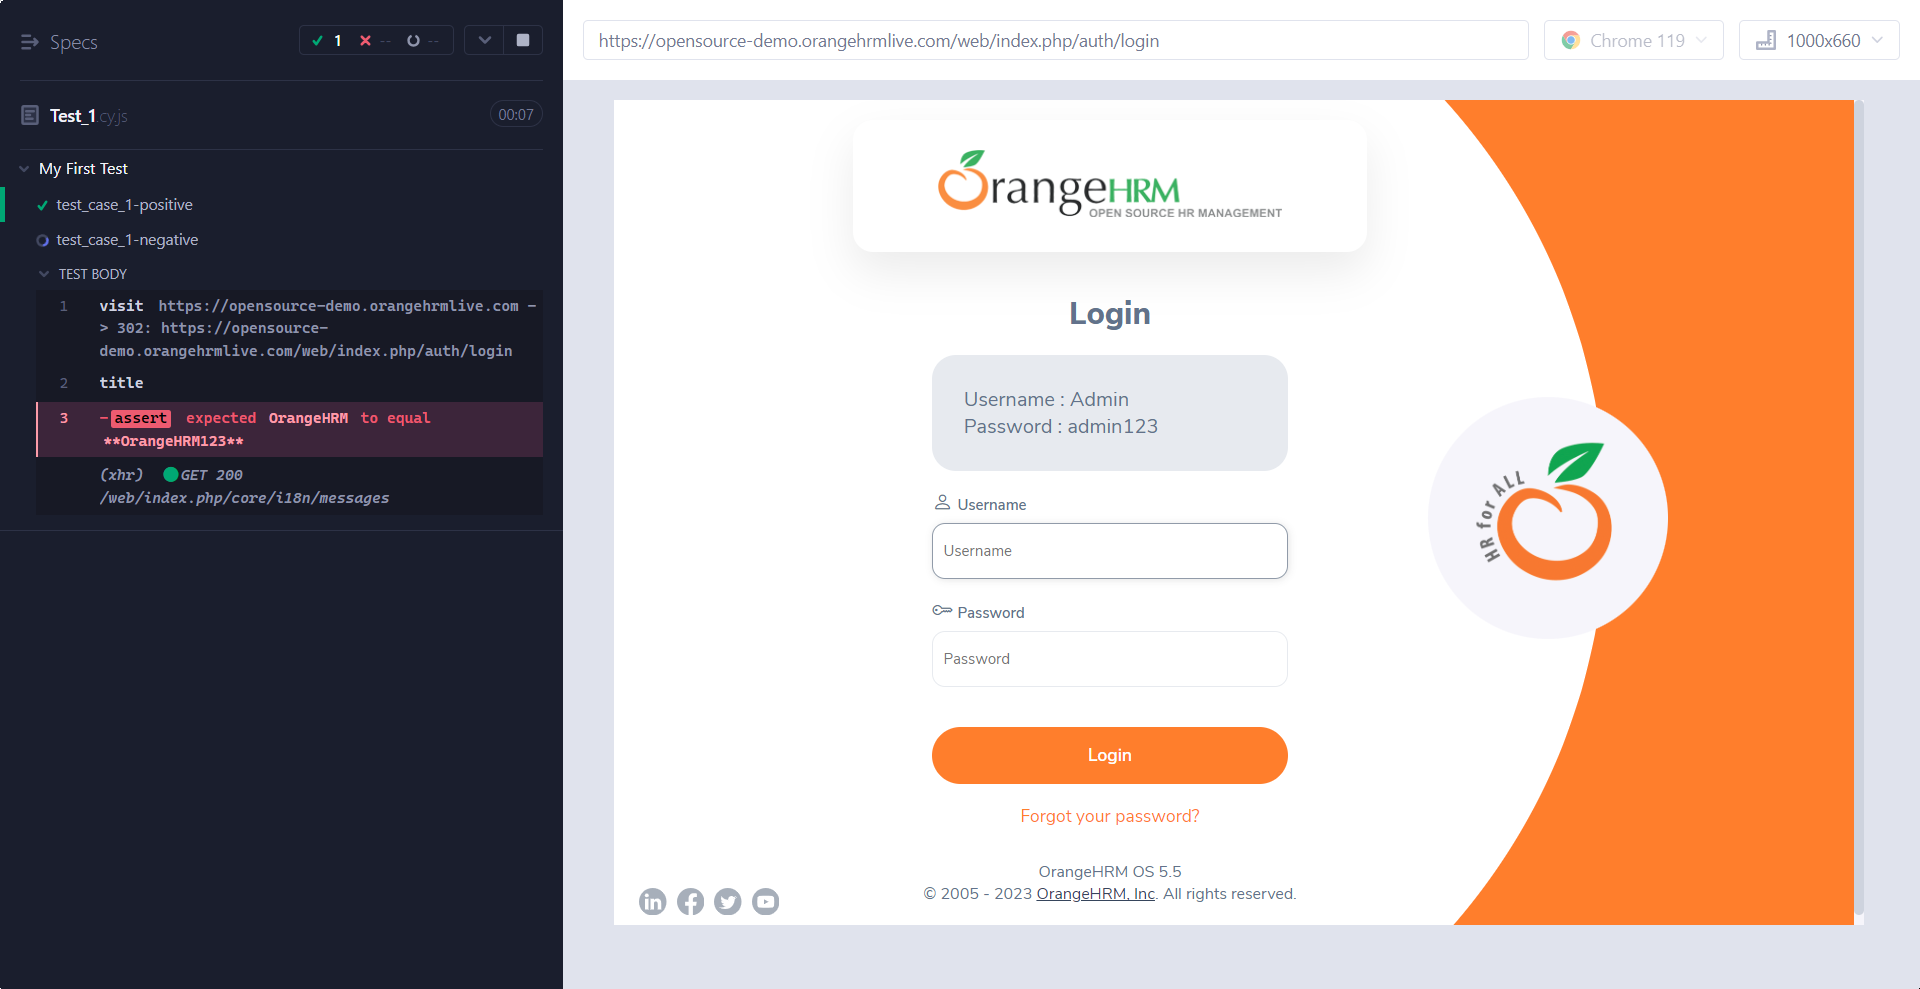 Specs
1 -- --
Test_1.cy.js
00:07
My First Test
test_case_1-positive
test_case_1-negative
TEST BODY
1 visit https://opensource-demo.orangehrmlive.com -
> 302: https://opensource-
demo.orangehrmlive.com/web/index.php/auth/login
2 title
3 -assert expected OrangeHRM to equal
**OrangeHRM123**
(xhr) GET 200
/web/index.php/core/i18n/messages
https://opensource-demo.orangehrmlive.com/web/index.php/auth/login
Chrome 119
1000x660
OrangeHRM
OPEN SOURCE HR MANAGEMENT
Login
Username : Admin
Password : admin123
Username
Username
Password
Password
Login
Forgot your password?
OrangeHRM OS 5.5
© 2005 - 2023 OrangeHRM, Inc. All rights reserved.
HR for ALL